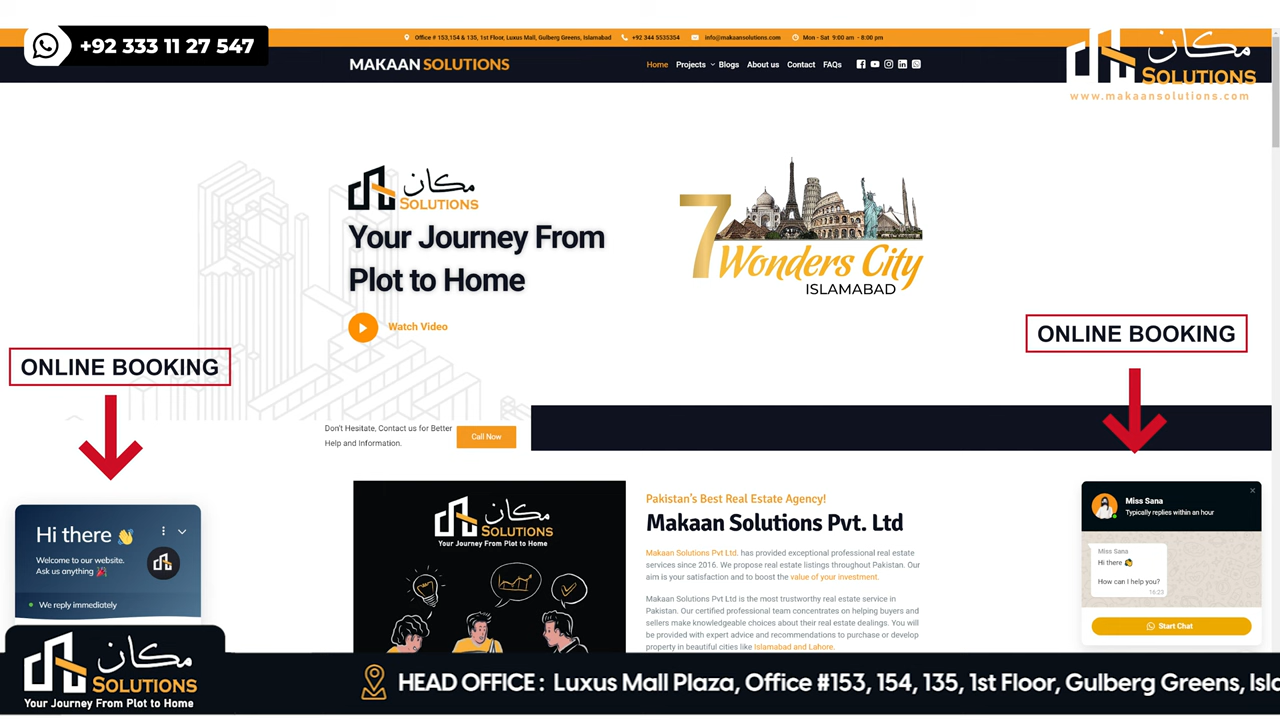 +92 333 11 27 547
Office # 153,154 & 135, 1st Floor, Luxus Mall, Gulberg Greens, Islamabad
+92 344 5535354
info@makaansolutions.com
Mon - Sat 9:00 am - 8:00 pm
MAKAAN SOLUTIONS
Home Projects Blogs About us Contact FAQs
مكان
SOLUTIONS
www.makaansolutions.com
مكان
SOLUTIONS
Your Journey From
Plot to Home
Watch Video
7 Wonders City
ISLAMABAD
ONLINE BOOKING
ONLINE BOOKING
Don't Hesitate, Contact us for Better
Help and Information.
Call Now
مكان
SOLUTIONS
Your Journey From Plot to Home
Pakistan's Best Real Estate Agency!
Makaan Solutions Pvt. Ltd
Makaan Solutions Pvt Ltd. has provided exceptional professional real estate
services since 2016. We propose real estate listings throughout Pakistan. Our
aim is your satisfaction and to boost the value of your investment.
Makaan Solutions Pvt Ltd is the most trustworthy real estate service in
Pakistan. Our certified professional team concentrates on helping buyers and
sellers make knowledgeable choices about their real estate dealings. You will
be provided with expert advice and recommendations to purchase or develop
property in beautiful cities like Islamabad and Lahore.
Hi there 👋
Welcome to our website.
Ask us anything 🎉
We reply immediately
Miss Sana
Typically replies within an hour
Miss Sana
Hi there 👋
How can I help you?
16:23
Start Chat
مكان
SOLUTIONS
Your Journey From Plot to Home
HEAD OFFICE : Luxus Mall Plaza, Office #153, 154, 135, 1st Floor, Gulberg Greens, Isla